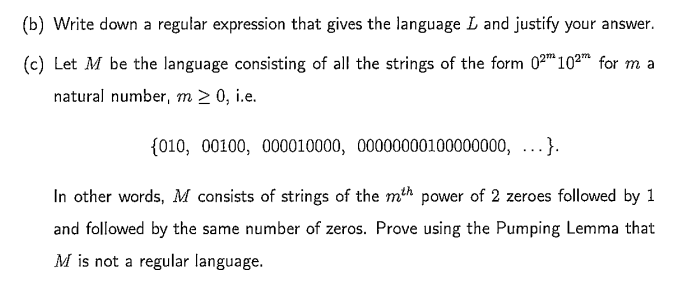 (b) Write down a regular expression that gives the language L and justify your answer.
(c) Let M be the language consisting of all the strings of the form 0^{2^m}10^{2^m} for m a
natural number, m ≥ 0, i.e.
{010, 00100, 000010000, 00000000100000000, ...}.
In other words, M consists of strings of the m^{th} power of 2 zeroes followed by 1
and followed by the same number of zeros. Prove using the Pumping Lemma that
M is not a regular language.